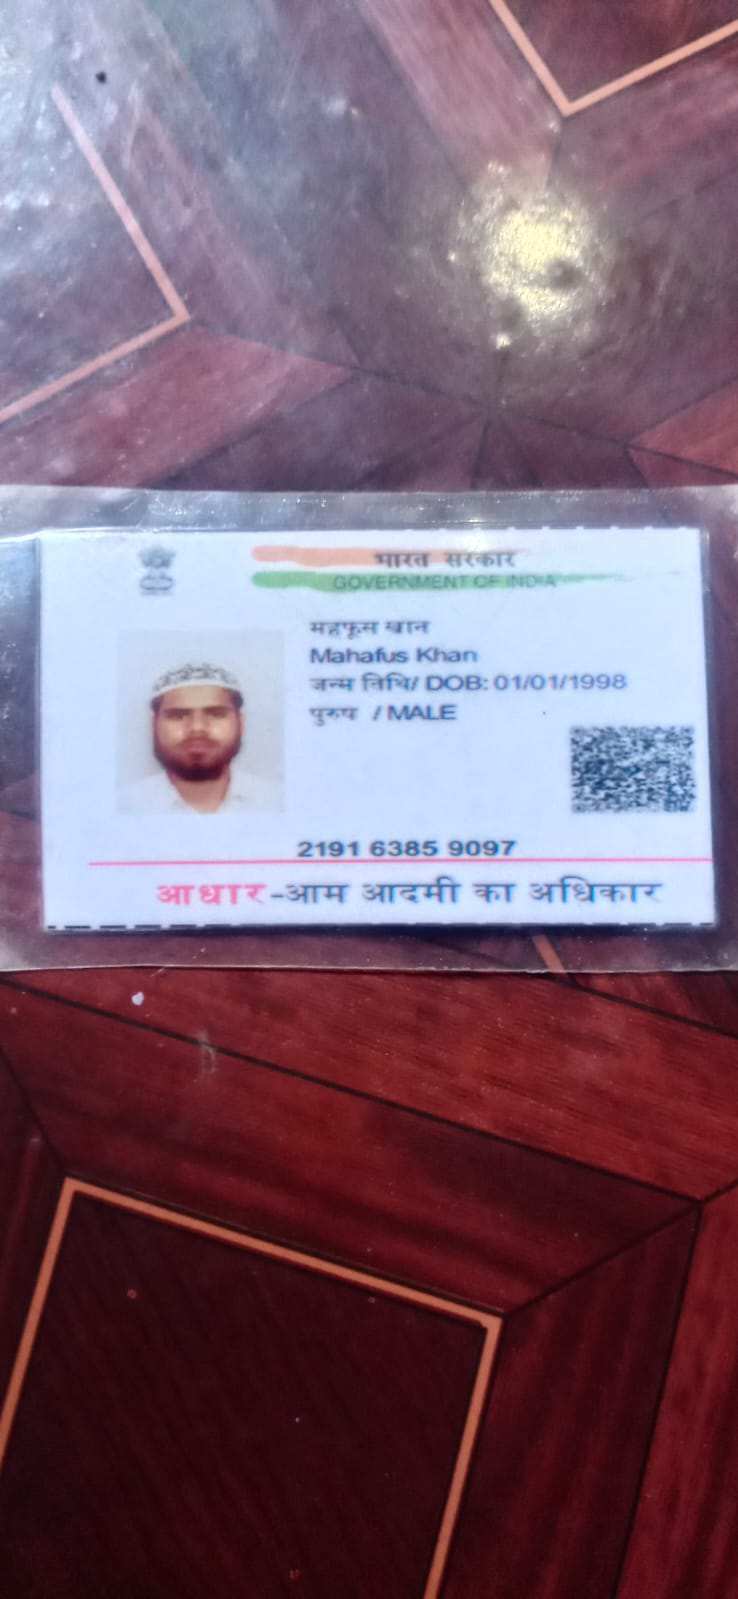 भारत सरकार
GOVERNMENT OF INDIA
महफूस खान
Mahafus Khan
जन्म तिथि/ DOB: 01/01/1998
पुरुष / MALE
2191 6385 9097
आधार-आम आदमी का अधिकार